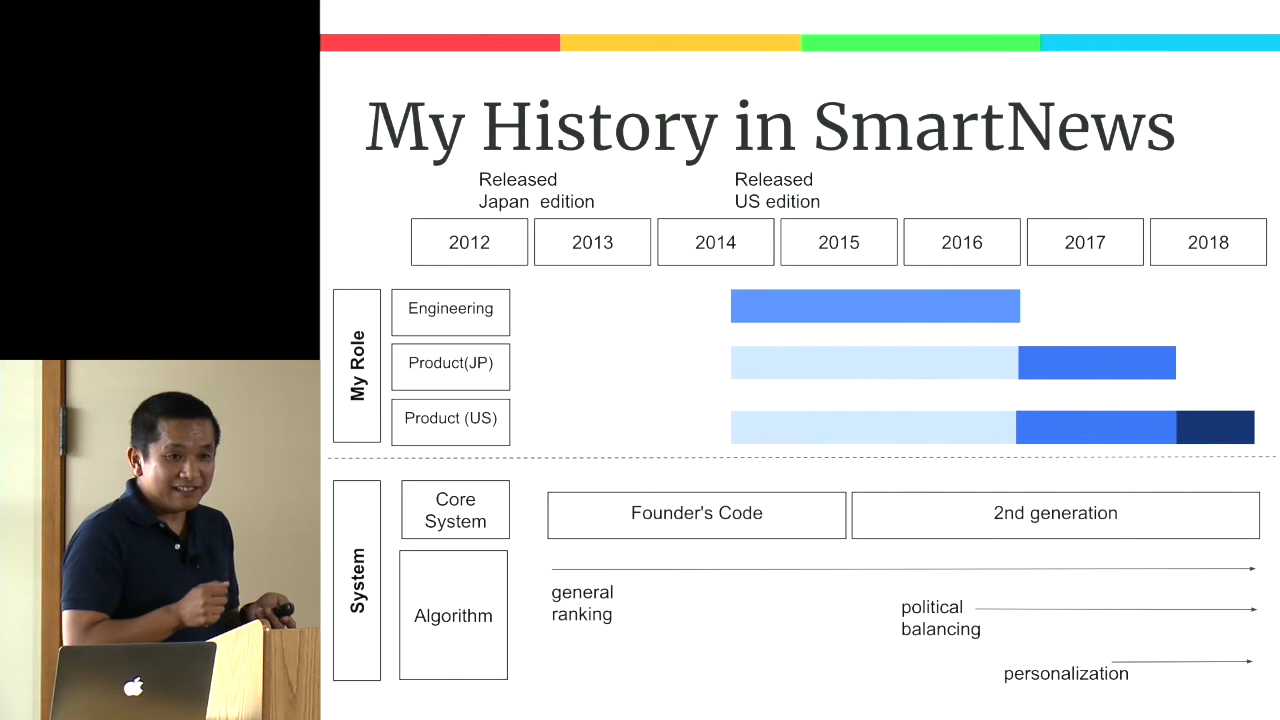 My History in SmartNews
Released
Japan edition
Released
US edition
2012
2013
2014
2015
2016
2017
2018
My Role
Engineering
Product(JP)
Product (US)
System
Core
System
Founder's Code
2nd generation
Algorithm
general
ranking
political
balancing
personalization